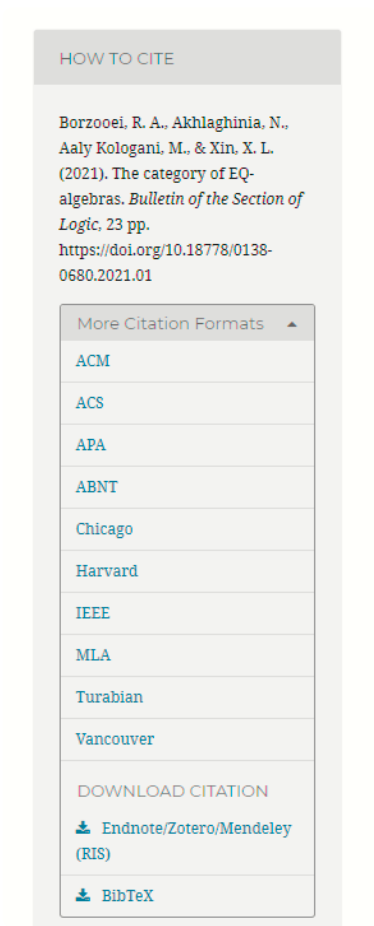 HOW TO CITE
Borzooei, R. A., Akhlaghinia, N.,
Aaly Kologani, M., & Xin, X. L.
(2021). The category of EQ-
algebras. Bulletin of the Section of
Logic, 23 pp.
https://doi.org/10.18778/0138-
0680.2021.01
More Citation Formats
ACM
ACS
APA
ABNT
Chicago
Harvard
IEEE
MLA
Turabian
Vancouver
DOWNLOAD CITATION
Endnote/Zotero/Mendeley
(RIS)
BibTeX